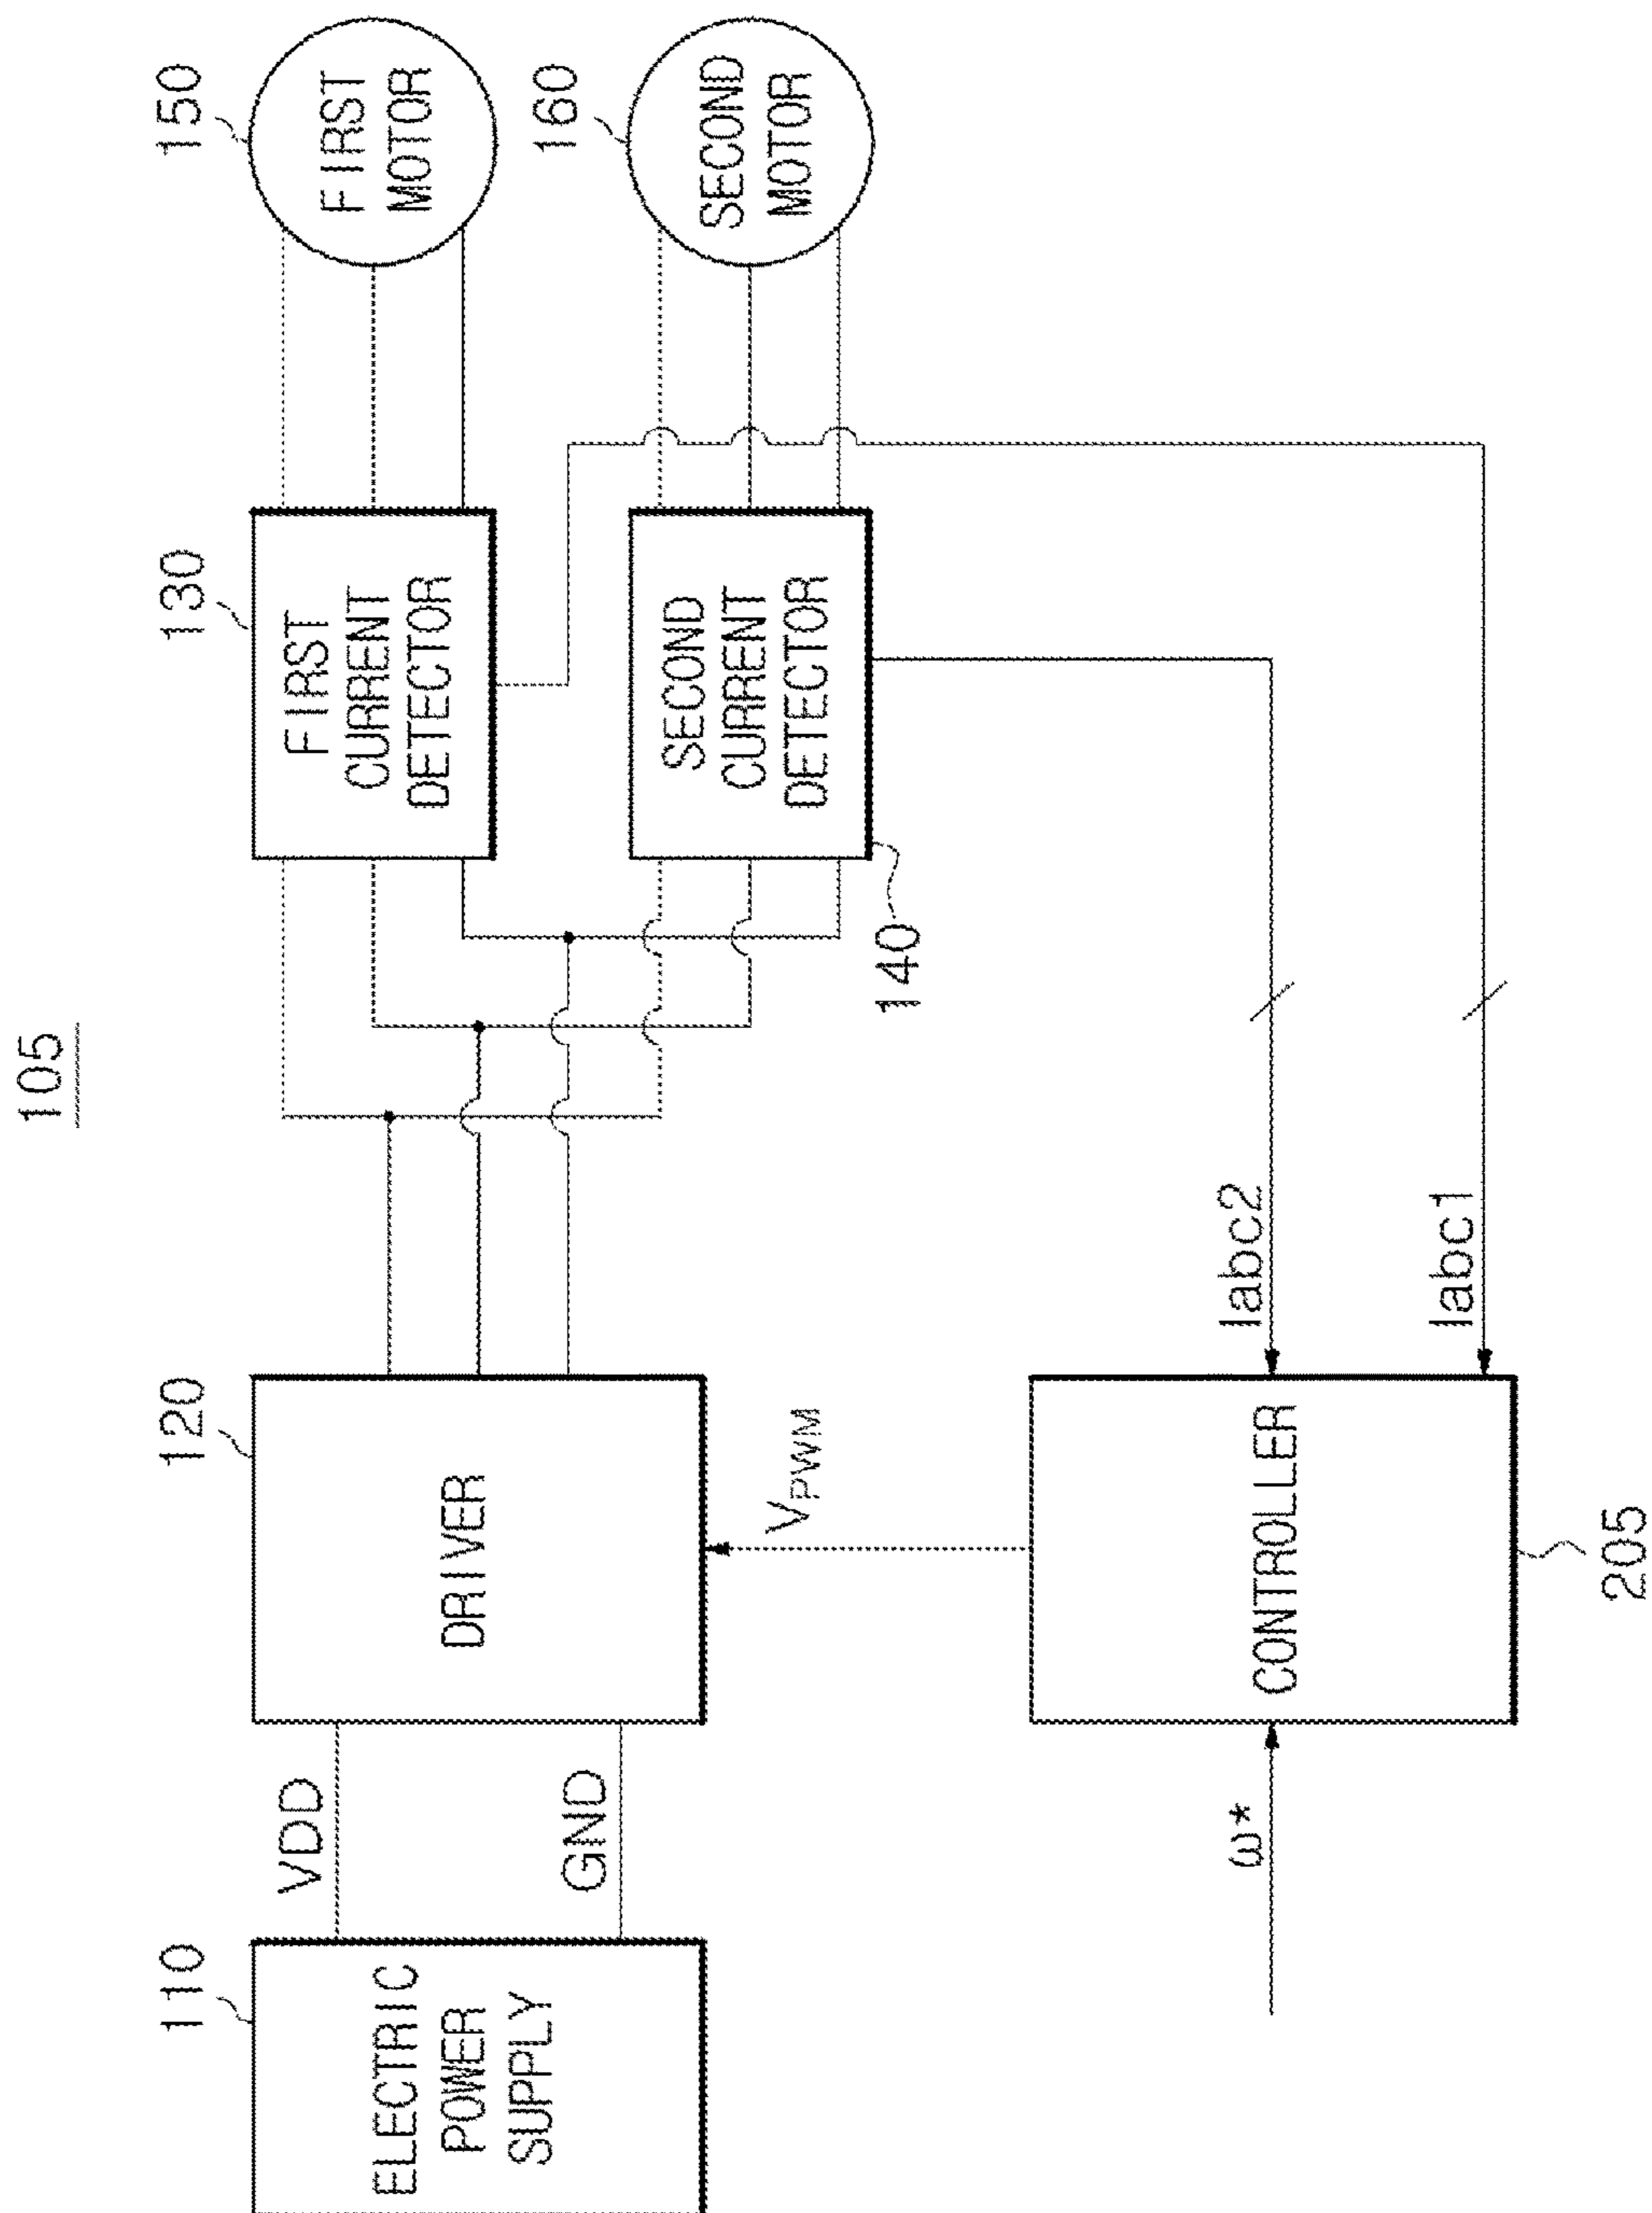 105
110
120
130
150
ELECTRIC
POWER
SUPPLY
VDD
GND
DRIVER
FIRST
CURRENT
DETECTOR
FIRST
MOTOR
160
SECOND
CURRENT
DETECTOR
SECOND
MOTOR
140
VPWM
ω*
CONTROLLER
Iabc2
Iabc1
205